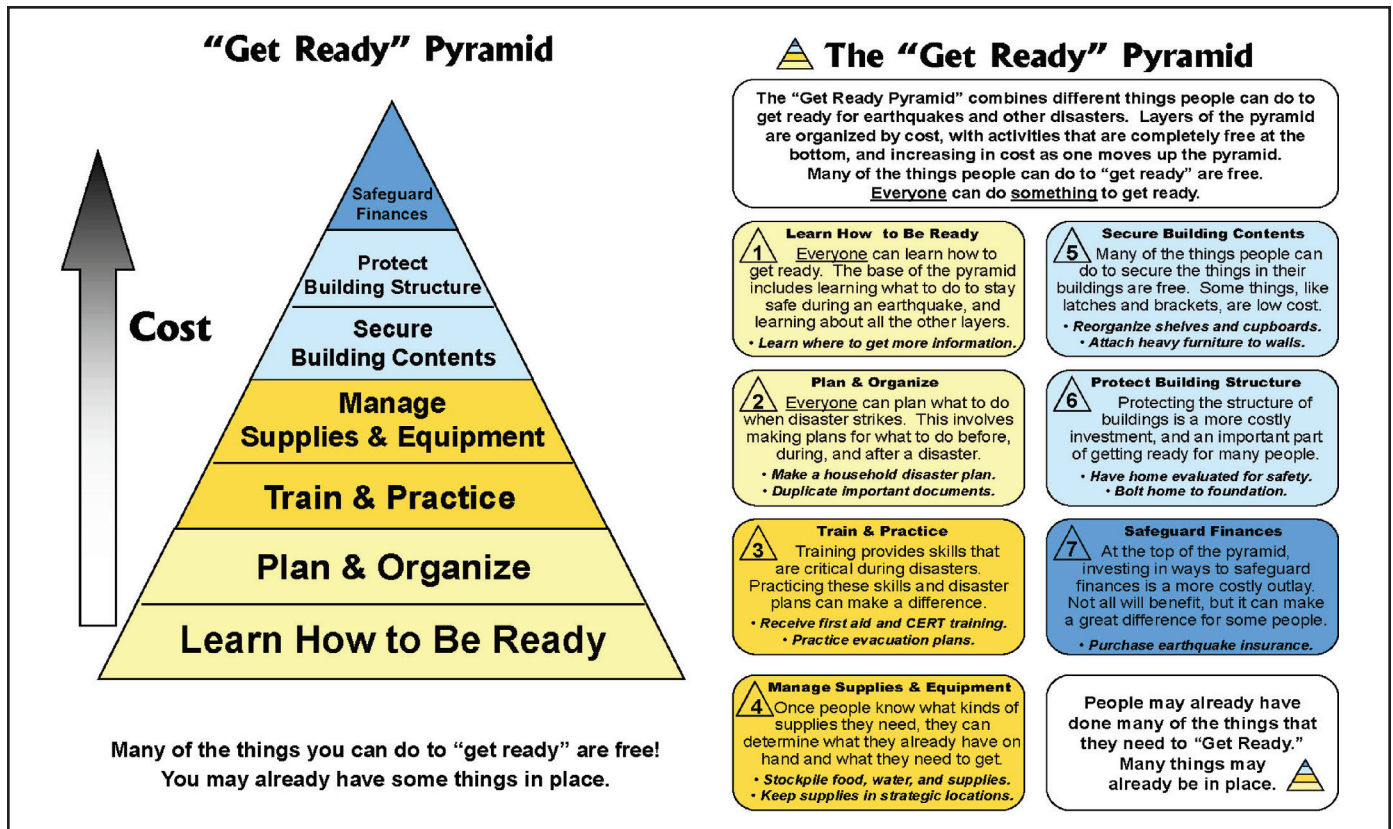 “Get Ready” Pyramid
Cost
Safeguard
Finances
Protect
Building Structure
Secure
Building Contents
Manage
Supplies & Equipment
Train & Practice
Plan & Organize
Learn How to Be Ready
Many of the things you can do to “get ready” are free!
You may already have some things in place.
The “Get Ready” Pyramid
The “Get Ready Pyramid” combines different things people can do to
get ready for earthquakes and other disasters. Layers of the pyramid
are organized by cost, with activities that are completely free at the
bottom, and increasing in cost as one moves up the pyramid.
Many of the things people can do to “get ready” are free.
Everyone can do something to get ready.
1
Learn How to Be Ready
Everyone can learn how to
get ready. The base of the pyramid
includes learning what to do to stay
safe during an earthquake, and
learning about all the other layers.
• Learn where to get more information.
2
Plan & Organize
Everyone can plan what to do
when disaster strikes. This involves
making plans for what to do before,
during, and after a disaster.
• Make a household disaster plan.
• Duplicate important documents.
3
Train & Practice
Training provides skills that
are critical during disasters.
Practicing these skills and disaster
plans can make a difference.
• Receive first aid and CERT training.
• Practice evacuation plans.
4
Manage Supplies & Equipment
Once people know what kinds of
supplies they need, they can
determine what they already have on
hand and what they need to get.
• Stockpile food, water, and supplies.
• Keep supplies in strategic locations.
5
Secure Building Contents
Many of the things people can
do to secure the things in their
buildings are free. Some things, like
latches and brackets, are low cost.
• Reorganize shelves and cupboards.
• Attach heavy furniture to walls.
6
Protect Building Structure
Protecting the structure of
buildings is a more costly
investment, and an important part
of getting ready for many people.
• Have home evaluated for safety.
• Bolt home to foundation.
7
Safeguard Finances
At the top of the pyramid,
investing in ways to safeguard
finances is a more costly outlay.
Not all will benefit, but it can make
a great difference for some people.
• Purchase earthquake insurance.
People may already have
done many of the things that
they need to “Get Ready.”
Many things may
already be in place.